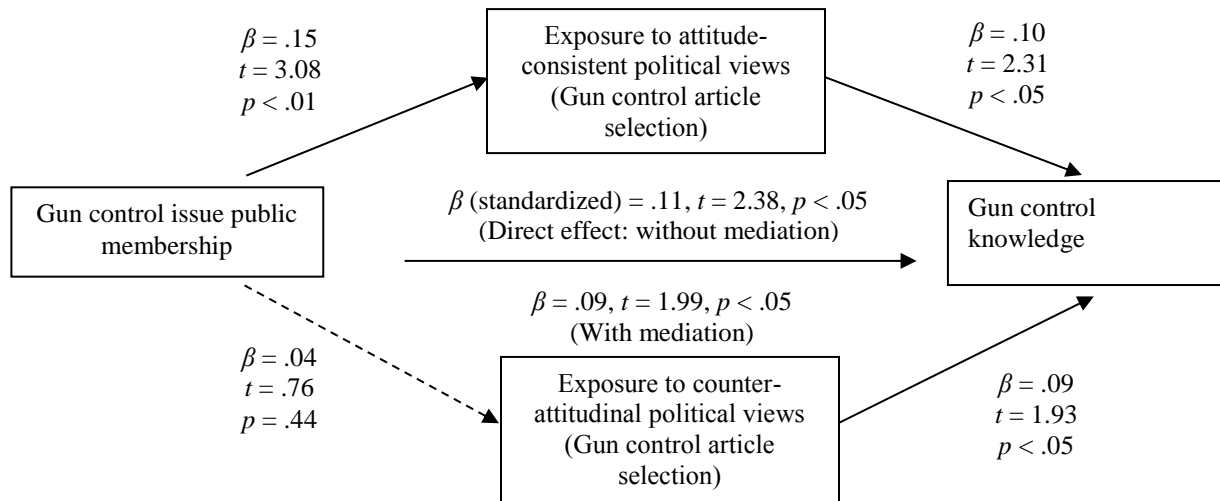 β = .15
t = 3.08
p < .01
Exposure to attitude-
consistent political views
(Gun control article
selection)
β = .10
t = 2.31
p < .05
Gun control issue public
membership
β (standardized) = .11, t = 2.38, p < .05
(Direct effect: without mediation)
Gun control
knowledge
β = .09, t = 1.99, p < .05
(With mediation)
β = .04
t = .76
p = .44
Exposure to counter-
attitudinal political views
(Gun control article
selection)
β = .09
t = 1.93
p < .05